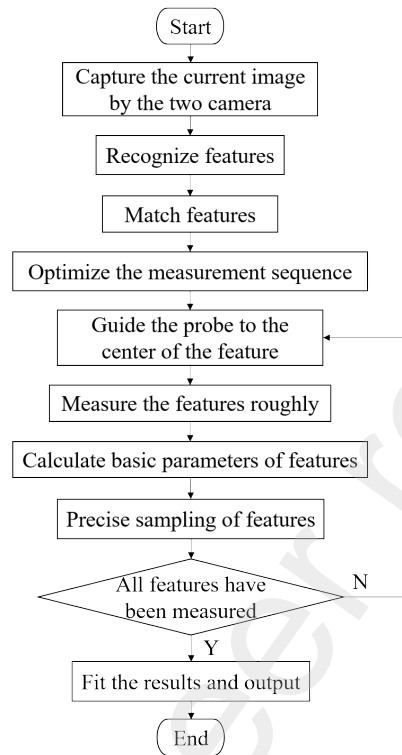 Start
Capture the current image
by the two camera
Recognize features
Match features
Optimize the measurement sequence
Guide the probe to the
center of the feature
Measure the features roughly
Calculate basic parameters of features
Precise sampling of features
All features have
been measured
N
Y
Fit the results and output
End